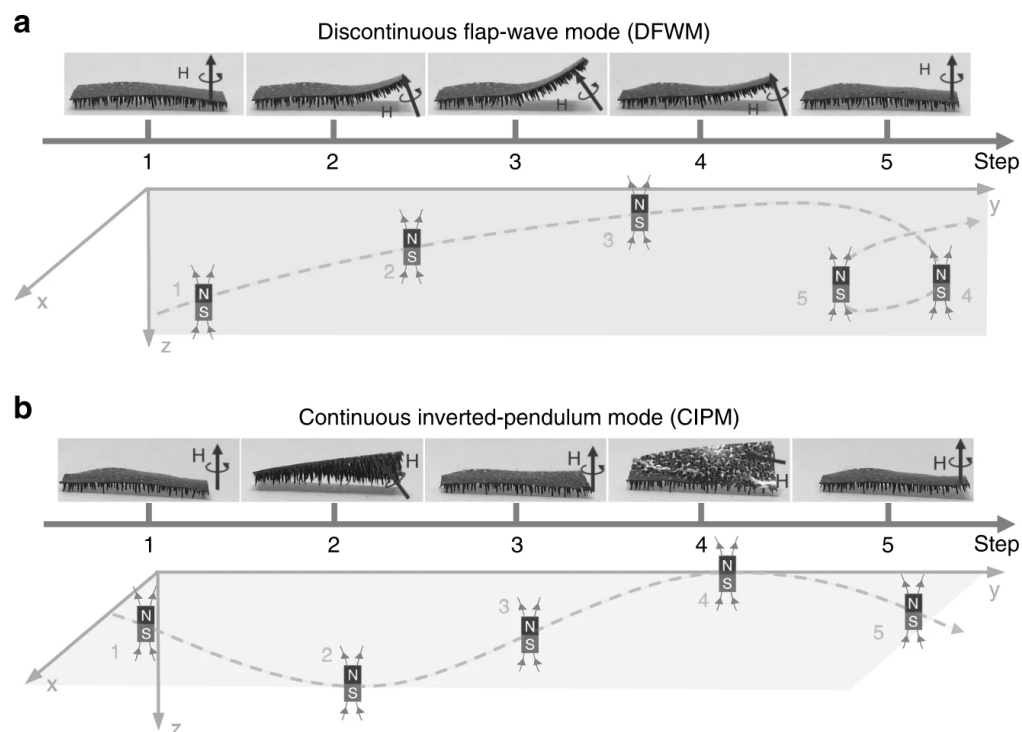 a
Discontinuous flap-wave mode (DFWM)
H H H H H
1 2 3 4 5 Step
y
N
S
3
N
S
2
1
N
S
5
N
S
N
S
4
x
z
b
Continuous inverted-pendulum mode (CIPM)
H H H H H
1 2 3 4 5 Step
y
N
S
4
N
S
1
3
N
S
N
S
5
2
N
S
x
z